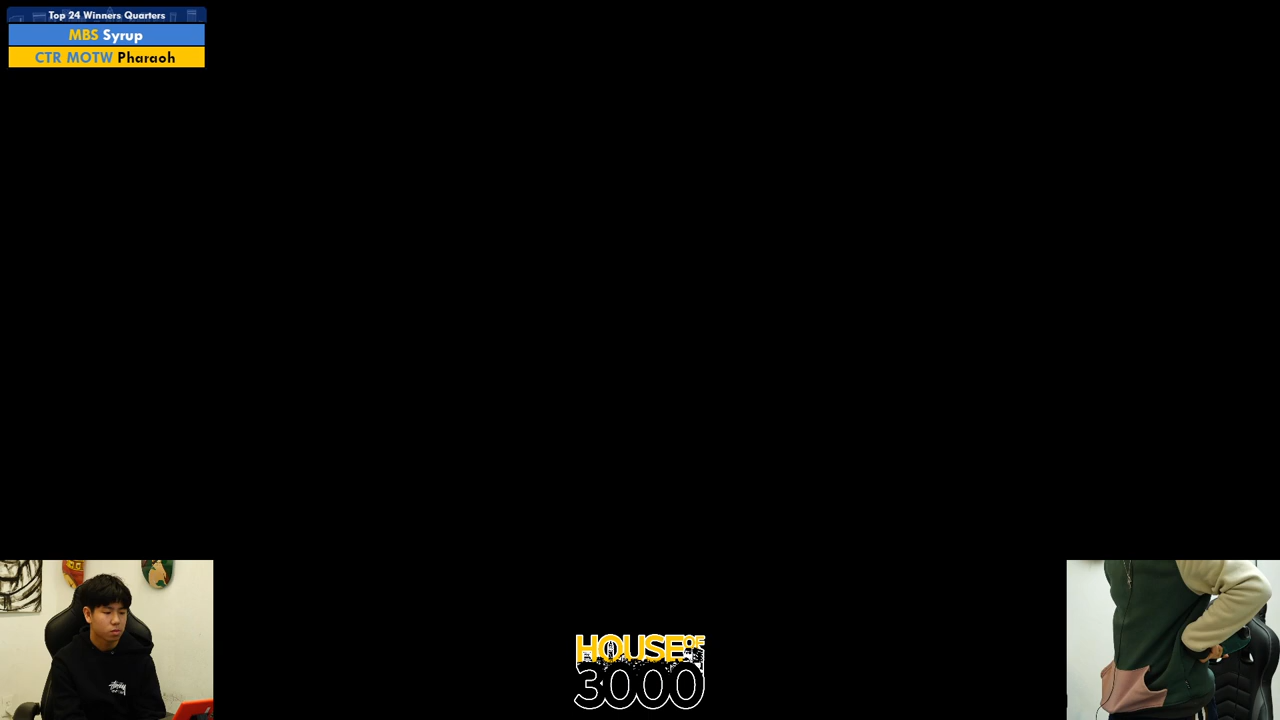 Top 24 Winners Quarters
MBS Syrup
CTR MOTW Pharaoh
HOUSE OF
3000